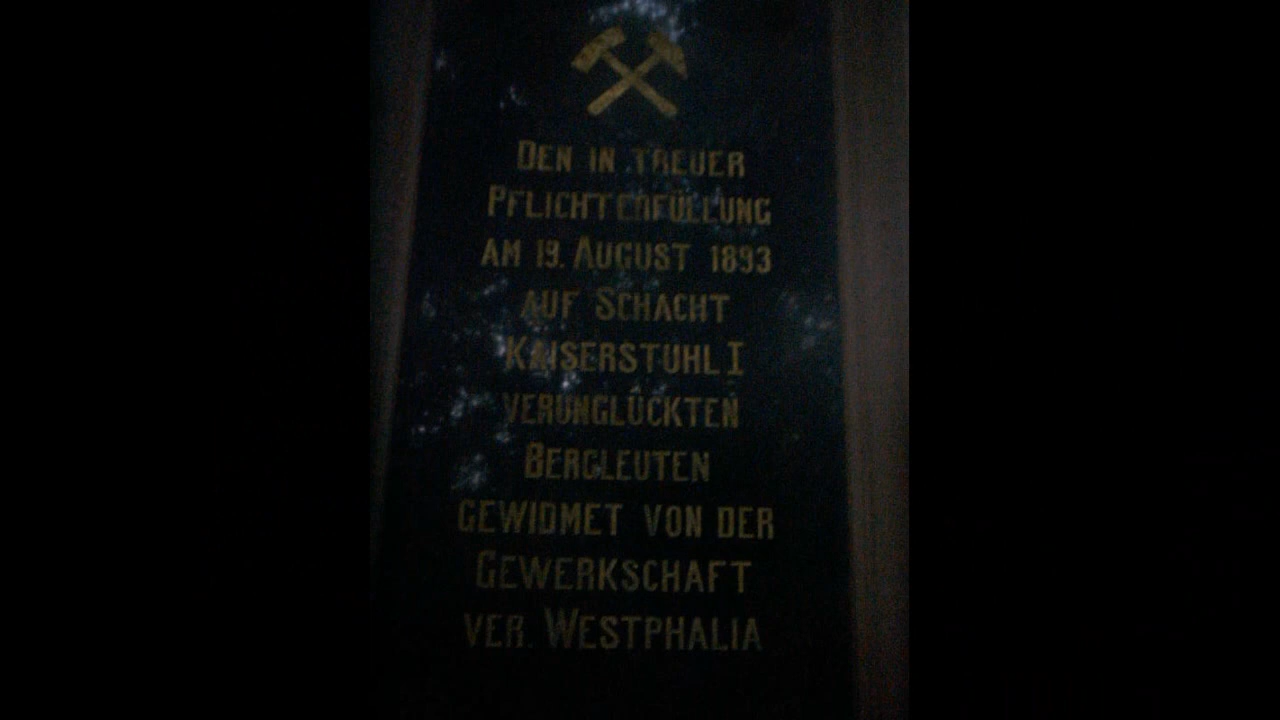 Den in treuer
Pflichterfüllung
am 19. August 1893
auf Schacht
Kaiserstuhl I
verunglückten
Bergleuten
gewidmet von der
Gewerkschaft
ver. Westphalia